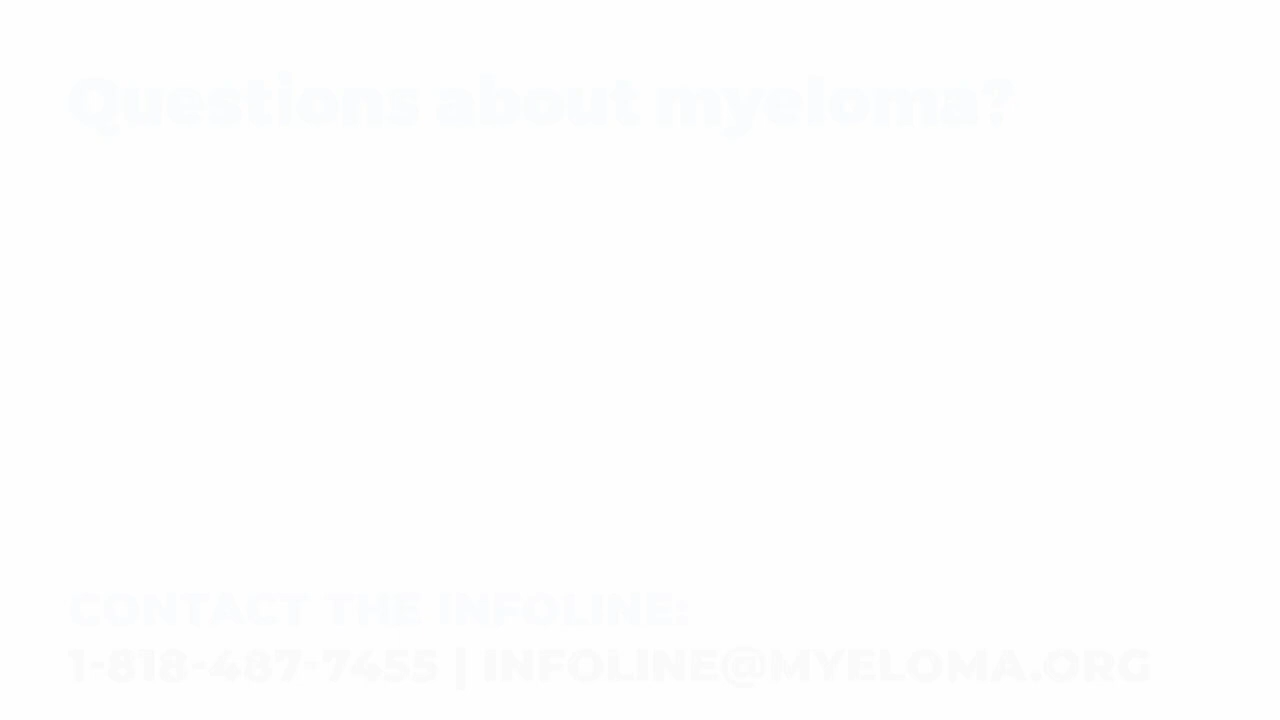 Questions about myeloma?
CONTACT THE INFOLINE:
1-818-487-7455 | INFOLINE@MYELOMA.ORG